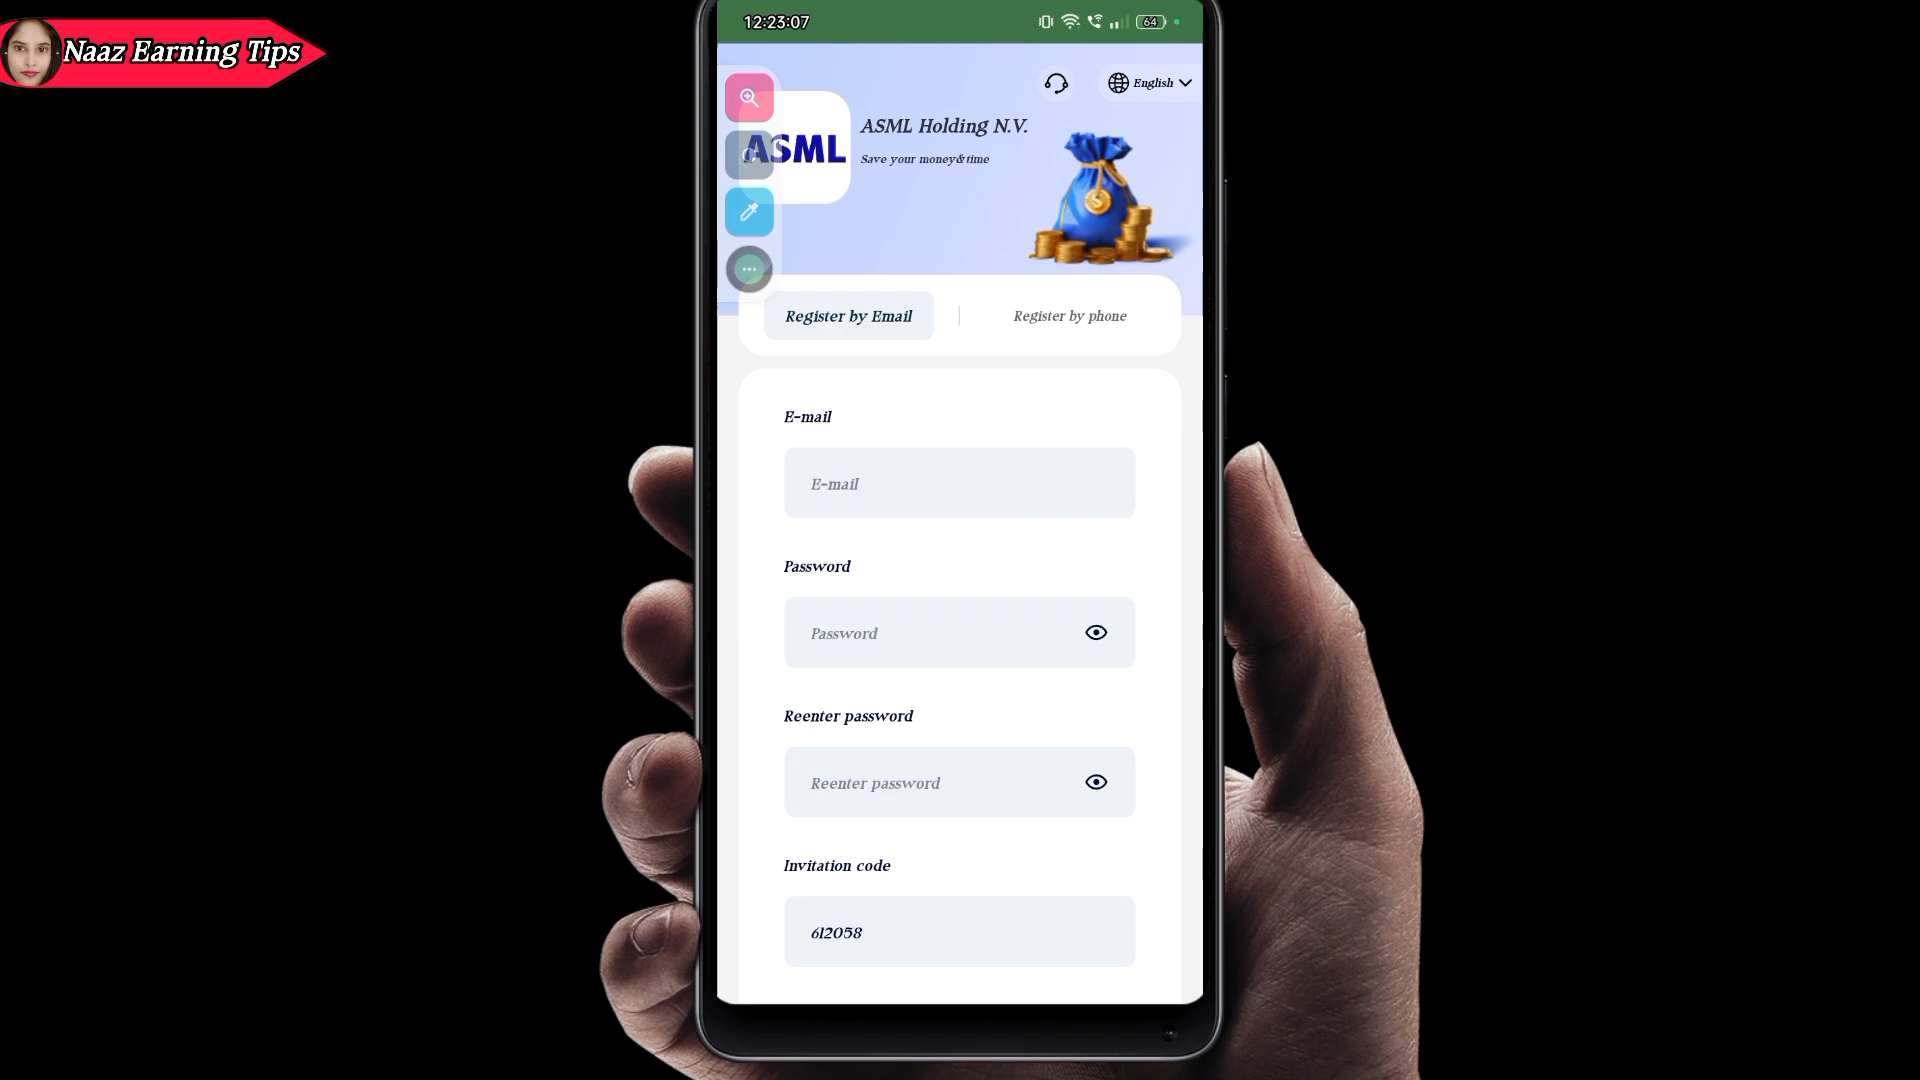 Naaz Earning Tips
12:23:07
64
English
ASML
ASML Holding N.V.
Save your money&time
Register by Email
Register by phone
E-mail
E-mail
Password
Password
Reenter password
Reenter password
Invitation code
612058